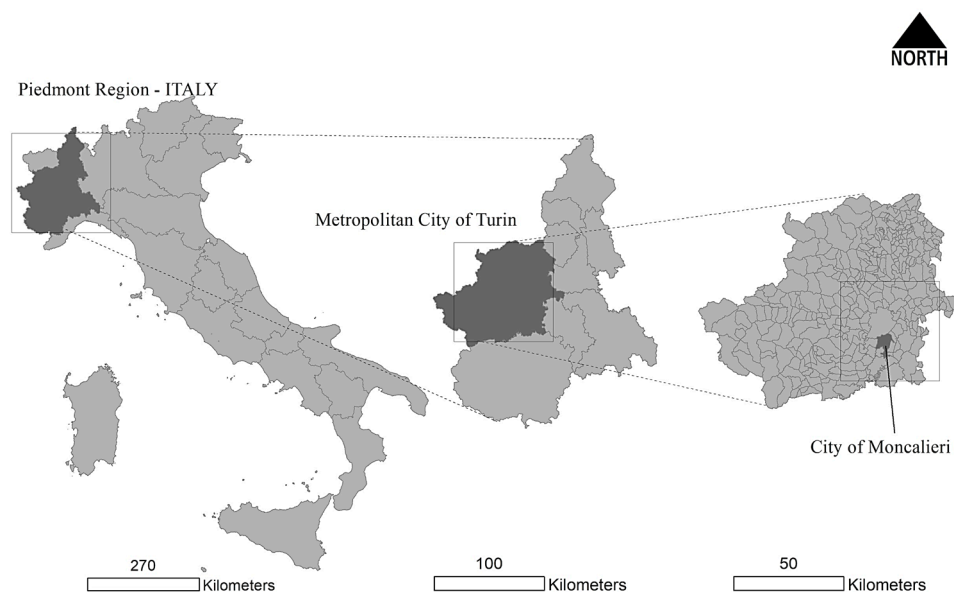 NORTH
Piedmont Region - ITALY
Metropolitan City of Turin
City of Moncalieri
270
Kilometers
100
Kilometers
50
Kilometers